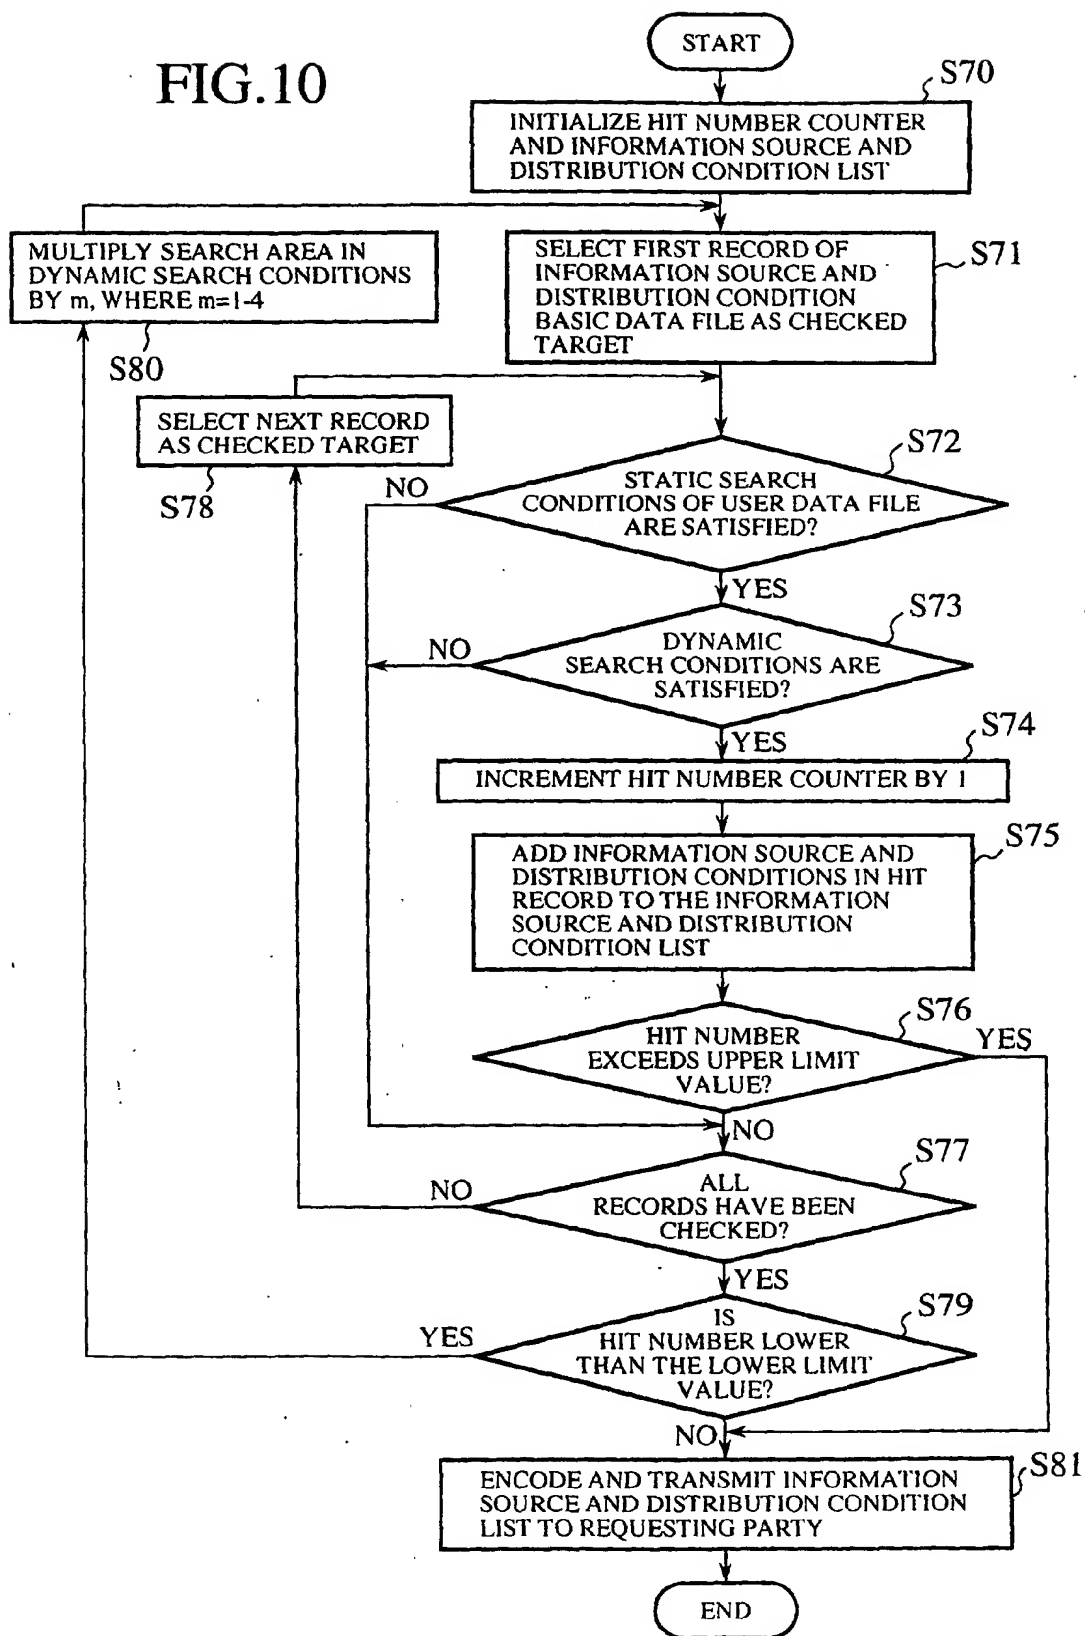 FIG.10
START
S70
INITIALIZE HIT NUMBER COUNTER
AND INFORMATION SOURCE AND
DISTRIBUTION CONDITION LIST
MULTIPLY SEARCH AREA IN
DYNAMIC SEARCH CONDITIONS
BY m, WHERE m=1-4
S80
SELECT FIRST RECORD OF
INFORMATION SOURCE AND
DISTRIBUTION CONDITION
BASIC DATA FILE AS CHECKED
TARGET
S71
SELECT NEXT RECORD
AS CHECKED TARGET
S78
S72
STATIC SEARCH
CONDITIONS OF USER DATA FILE
ARE SATISFIED?
NO
YES
S73
DYNAMIC
SEARCH CONDITIONS ARE
SATISFIED?
NO
YES
S74
INCREMENT HIT NUMBER COUNTER BY 1
S75
ADD INFORMATION SOURCE AND
DISTRIBUTION CONDITIONS IN HIT
RECORD TO THE INFORMATION
SOURCE AND DISTRIBUTION
CONDITION LIST
S76
HIT NUMBER
EXCEEDS UPPER LIMIT
VALUE?
YES
NO
S77
ALL
RECORDS HAVE BEEN
CHECKED?
NO
YES
S79
IS
HIT NUMBER LOWER
THAN THE LOWER LIMIT
VALUE?
YES
NO
S81
ENCODE AND TRANSMIT INFORMATION
SOURCE AND DISTRIBUTION CONDITION
LIST TO REQUESTING PARTY
END